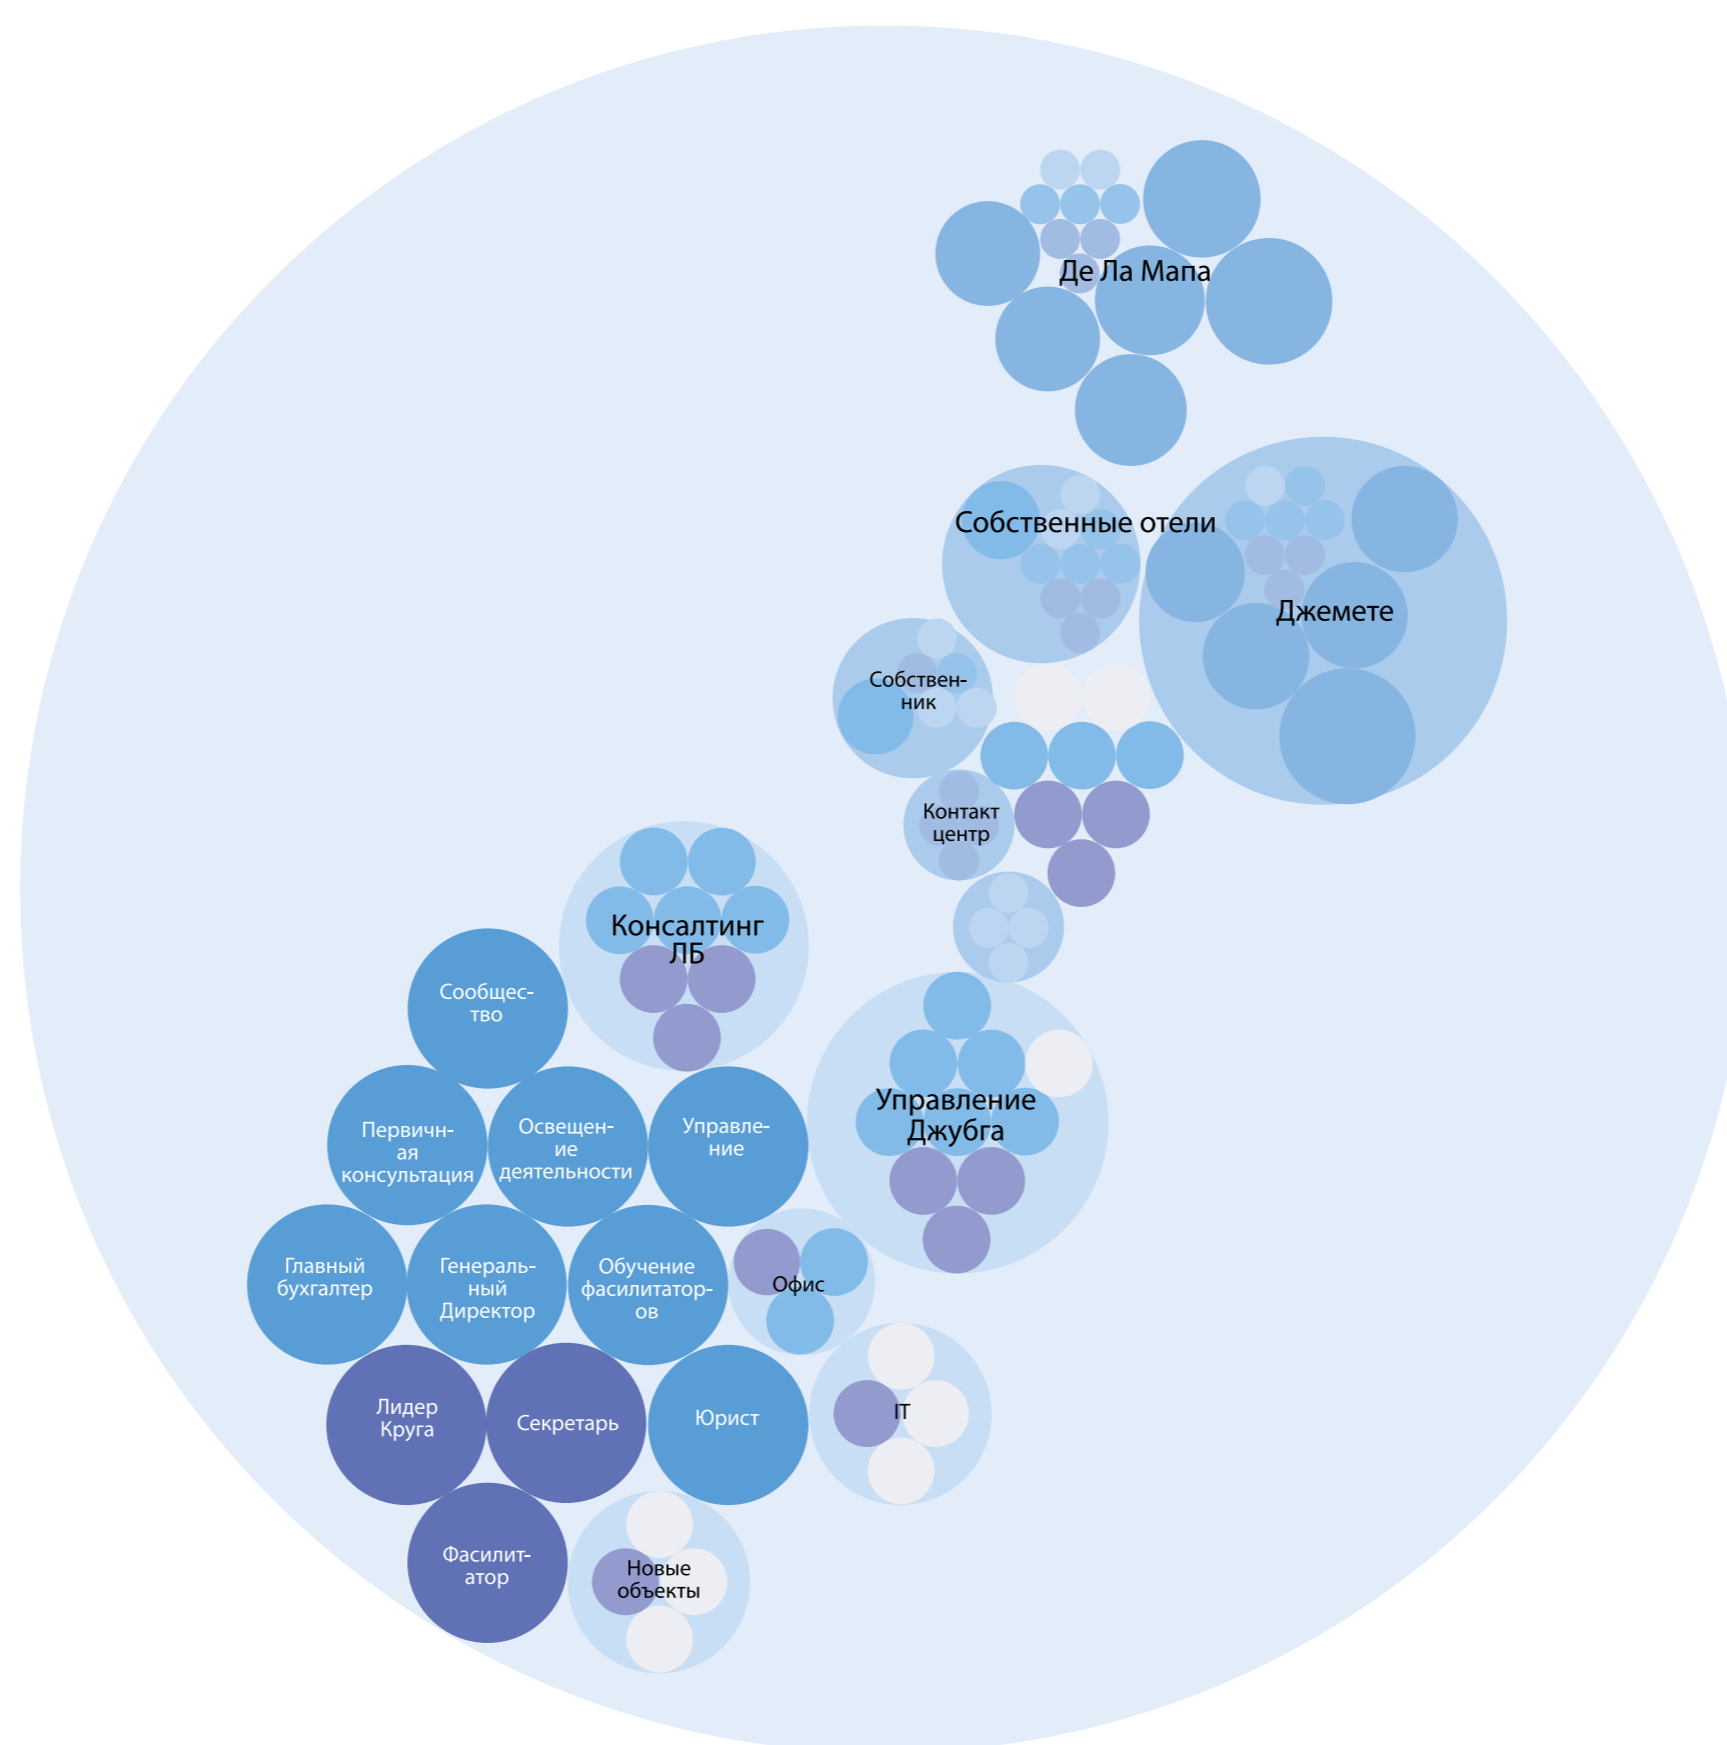 Де Ла Мапа
Собственные отели
Джемете
Собствен-
ник
Контакт
центр
Консалтинг
ЛБ
Сообщес-
тво
Управление
Джубга
Первичн-
ая
консультация
Освещен-
ие
деятельности
Управле-
ние
Главный
бухгалтер
Генераль-
ный
Директор
Обучение
фасилитатор-
ов
Офис
Лидер
Круга
Секретарь
Юрист
IT
Фасилит-
атор
Новые
объекты